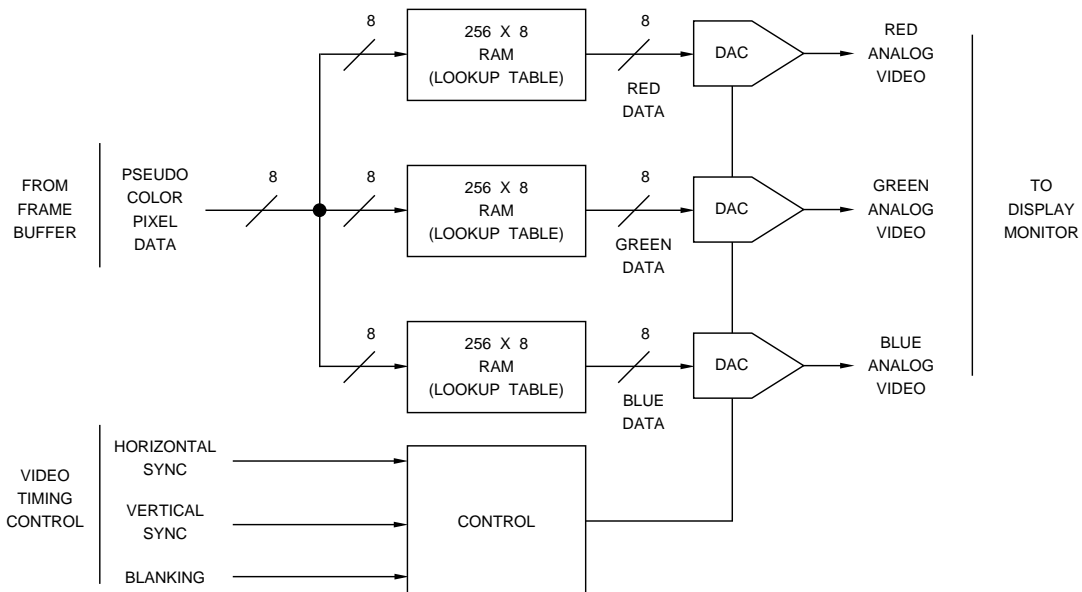 8
256 X 8
RAM
(LOOKUP TABLE)
8
RED
DATA
DAC
RED
ANALOG
VIDEO
FROM
FRAME
BUFFER
PSEUDO
COLOR
PIXEL
DATA
8
8
256 X 8
RAM
(LOOKUP TABLE)
8
GREEN
DATA
DAC
GREEN
ANALOG
VIDEO
TO
DISPLAY
MONITOR
8
256 X 8
RAM
(LOOKUP TABLE)
8
BLUE
DATA
DAC
BLUE
ANALOG
VIDEO
VIDEO
TIMING
CONTROL
HORIZONTAL
SYNC
VERTICAL
SYNC
BLANKING
CONTROL